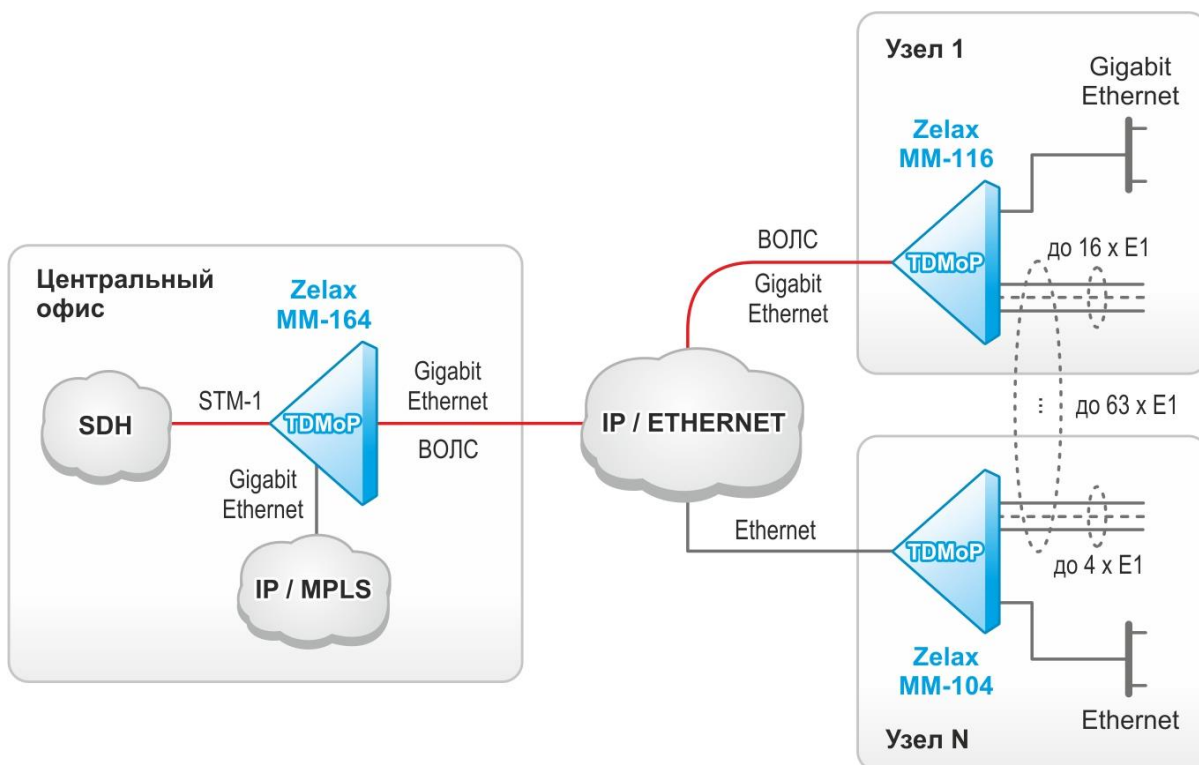 Центральный
офис
Zelax
MM-164
SDH
STM-1
TDMoP
Gigabit
Ethernet
ВОЛС
Gigabit
Ethernet
IP / MPLS
IP / ETHERNET
ВОЛС
Gigabit
Ethernet
Ethernet
Узел 1
Gigabit
Ethernet
Zelax
MM-116
TDMoP
до 16 x E1
...
до 63 x E1
TDMoP
до 4 x E1
Zelax
MM-104
Ethernet
Узел N